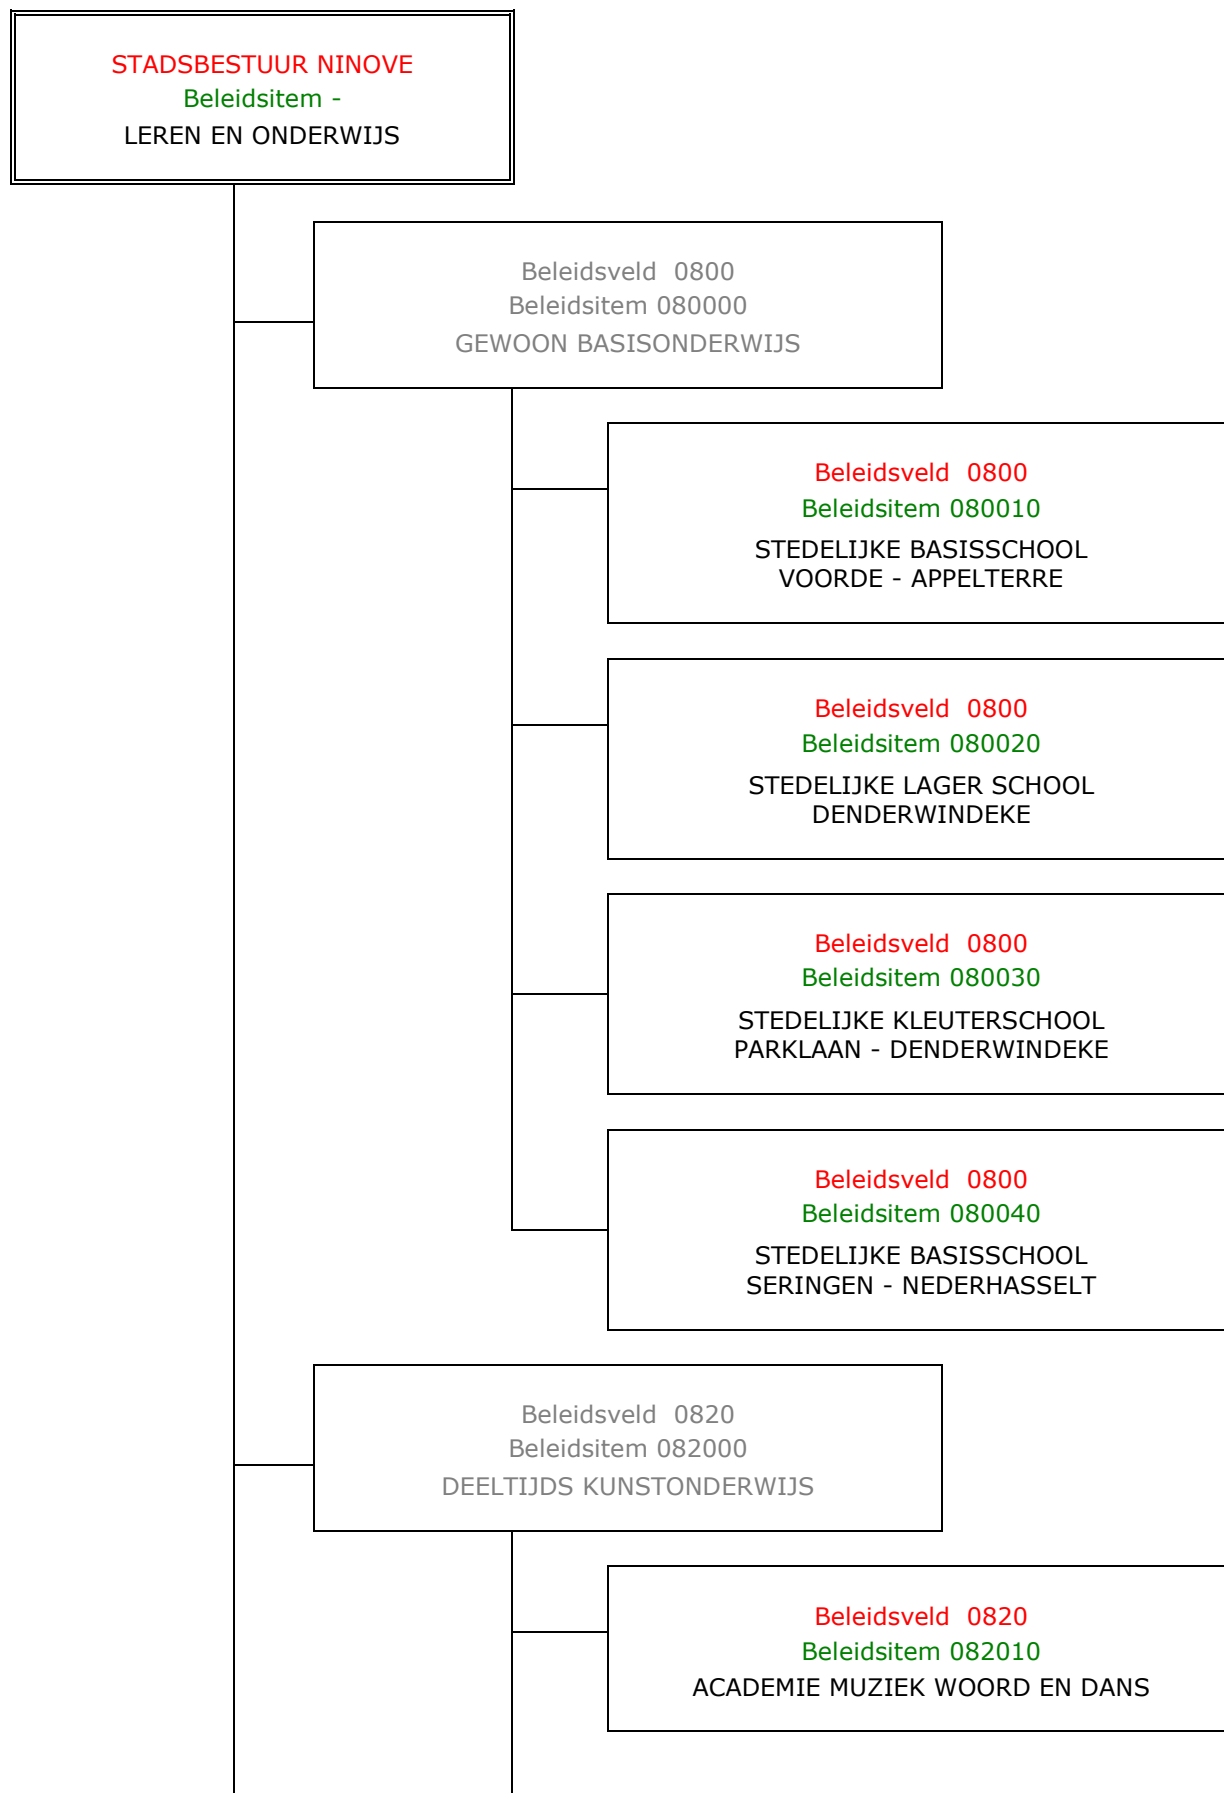 STADSBESTUUR NINOVE
Beleidsitem -
LEREN EN ONDERWIJS
Beleidsveld 0800
Beleidsitem 080000
GEWOON BASISONDERWIJS
Beleidsveld 0800
Beleidsitem 080010
STEDELIJKE BASISSCHOOL
VOORDE - APPELTERRE
Beleidsveld 0800
Beleidsitem 080020
STEDELIJKE LAGER SCHOOL
DENDERWINDEKE
Beleidsveld 0800
Beleidsitem 080030
STEDELIJKE KLEUTERSCHOOL
PARKLAAN - DENDERWINDEKE
Beleidsveld 0800
Beleidsitem 080040
STEDELIJKE BASISSCHOOL
SERINGEN - NEDERHASSELT
Beleidsveld 0820
Beleidsitem 082000
DEELTIJDS KUNSTONDERWIJS
Beleidsveld 0820
Beleidsitem 082010
ACADEMIE MUZIEK WOORD EN DANS